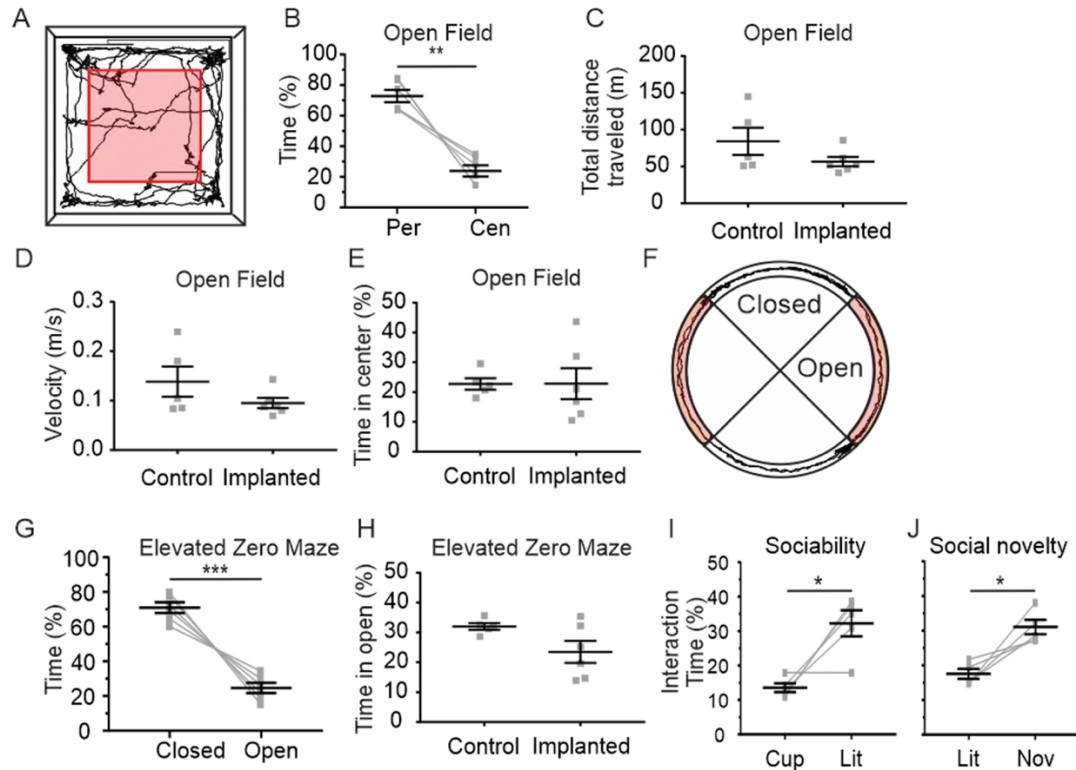 A
B
Open Field
**
Time (%)
100
80
60
40
20
0
Per Cen
C
Open Field
Total distance
traveled (m)
200
150
100
50
0
Control Implanted
D
Open Field
Velocity (m/s)
0.3
0.2
0.1
0.0
Control Implanted
E
Open Field
Time in center (%)
50
40
30
20
10
0
Control Implanted
F
Closed
Open
G
Elevated Zero Maze
***
Time (%)
100
80
60
40
20
0
Closed Open
H
Elevated Zero Maze
Time in open (%)
50
40
30
20
10
0
Control Implanted
I
Sociability
*
Interaction
Time (%)
50
40
30
20
10
0
Cup Lit
J
Social novelty
*
Lit Nov